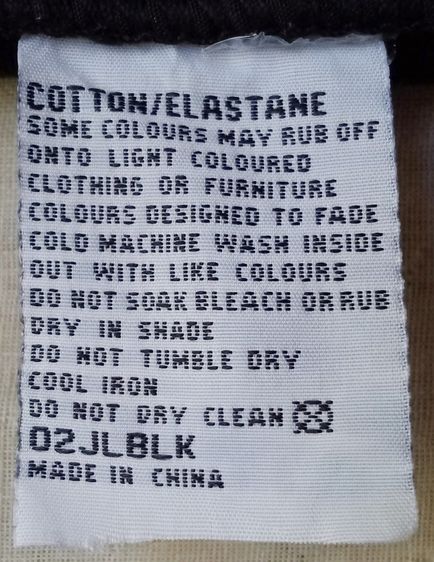 COTTON/ELASTANE
SOME COLOURS MAY RUB OFF
ONTO LIGHT COLOURED
CLOTHING OR FURNITURE
COLOURS DESIGNED TO FADE
COLD MACHINE WASH INSIDE
OUT WITH LIKE COLOURS
DO NOT SOAK BLEACH OR RUB
DRY IN SHADE
DO NOT TUMBLE DRY
COOL IRON
DO NOT DRY CLEAN
02JLBLK
MADE IN CHINA